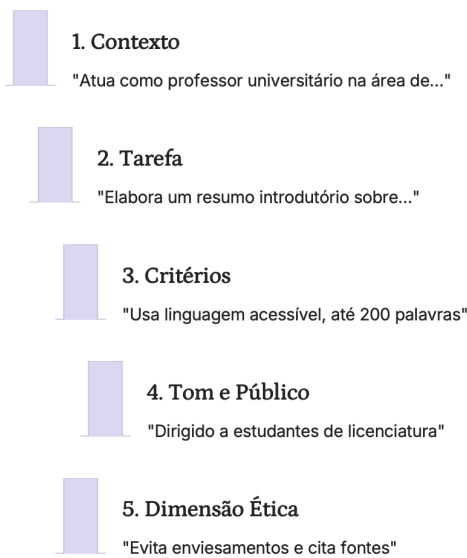 1. Contexto
"Atua como professor universitário na área de..."
2. Tarefa
"Elabora um resumo introdutório sobre..."
3. Critérios
"Usa linguagem acessível, até 200 palavras"
4. Tom e Público
"Dirigido a estudantes de licenciatura"
5. Dimensão Ética
"Evita enviesamentos e cita fontes"